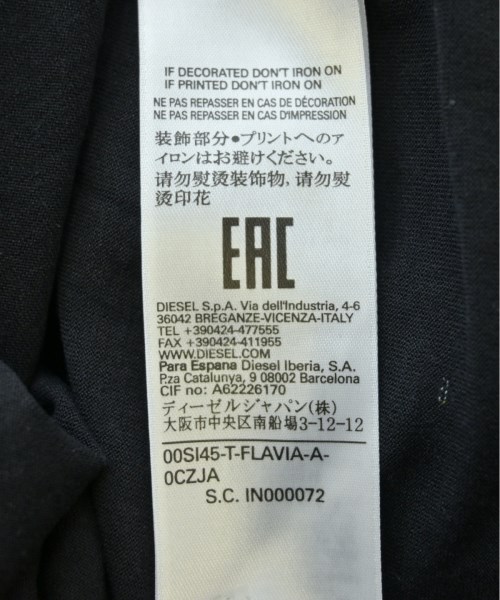 IF DECORATED DON'T IRON ON
IF PRINTED DON'T IRON ON
NE PAS REPASSER EN CAS DE DÉCORATION
NE PAS REPASSER EN CAS D'IMPRESSION
装飾部分●プリントへのア
イロンはお避けください。
请勿熨烫装饰物, 请勿熨
烫印花
EAC
DIESEL S.p.A. Via dell'Industria, 4-6
36042 BREGANZE-VICENZA-ITALY
TEL +390424-477555
FAX +390424-411955
WWW.DIESEL.COM
Para Espana Diesel Iberia, S.A.
P.za Catalunya, 9 08002 Barcelona
CIF no: A62226170
ディーゼルジャパン(株)
大阪市中央区南船場3-12-12
00SI45-T-FLAVIA-A-
0CZJA
S.C. IN000072